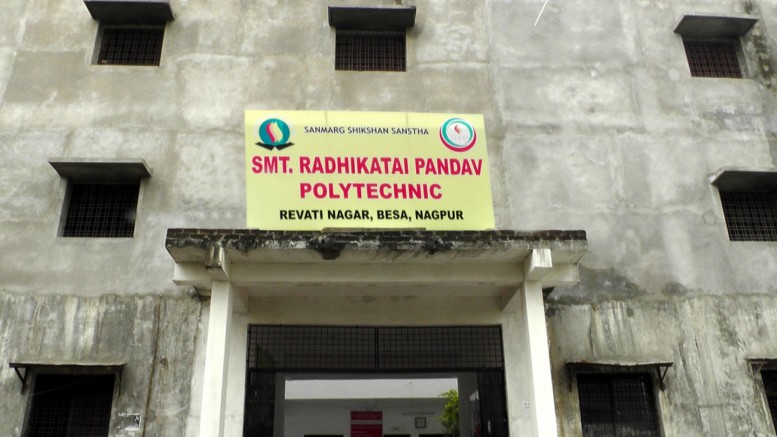 SANMARG SHIKSHAN SANSTHA
SMT. RADHIKATAI PANDAV
POLYTECHNIC
REVATI NAGAR, BESA, NAGPUR